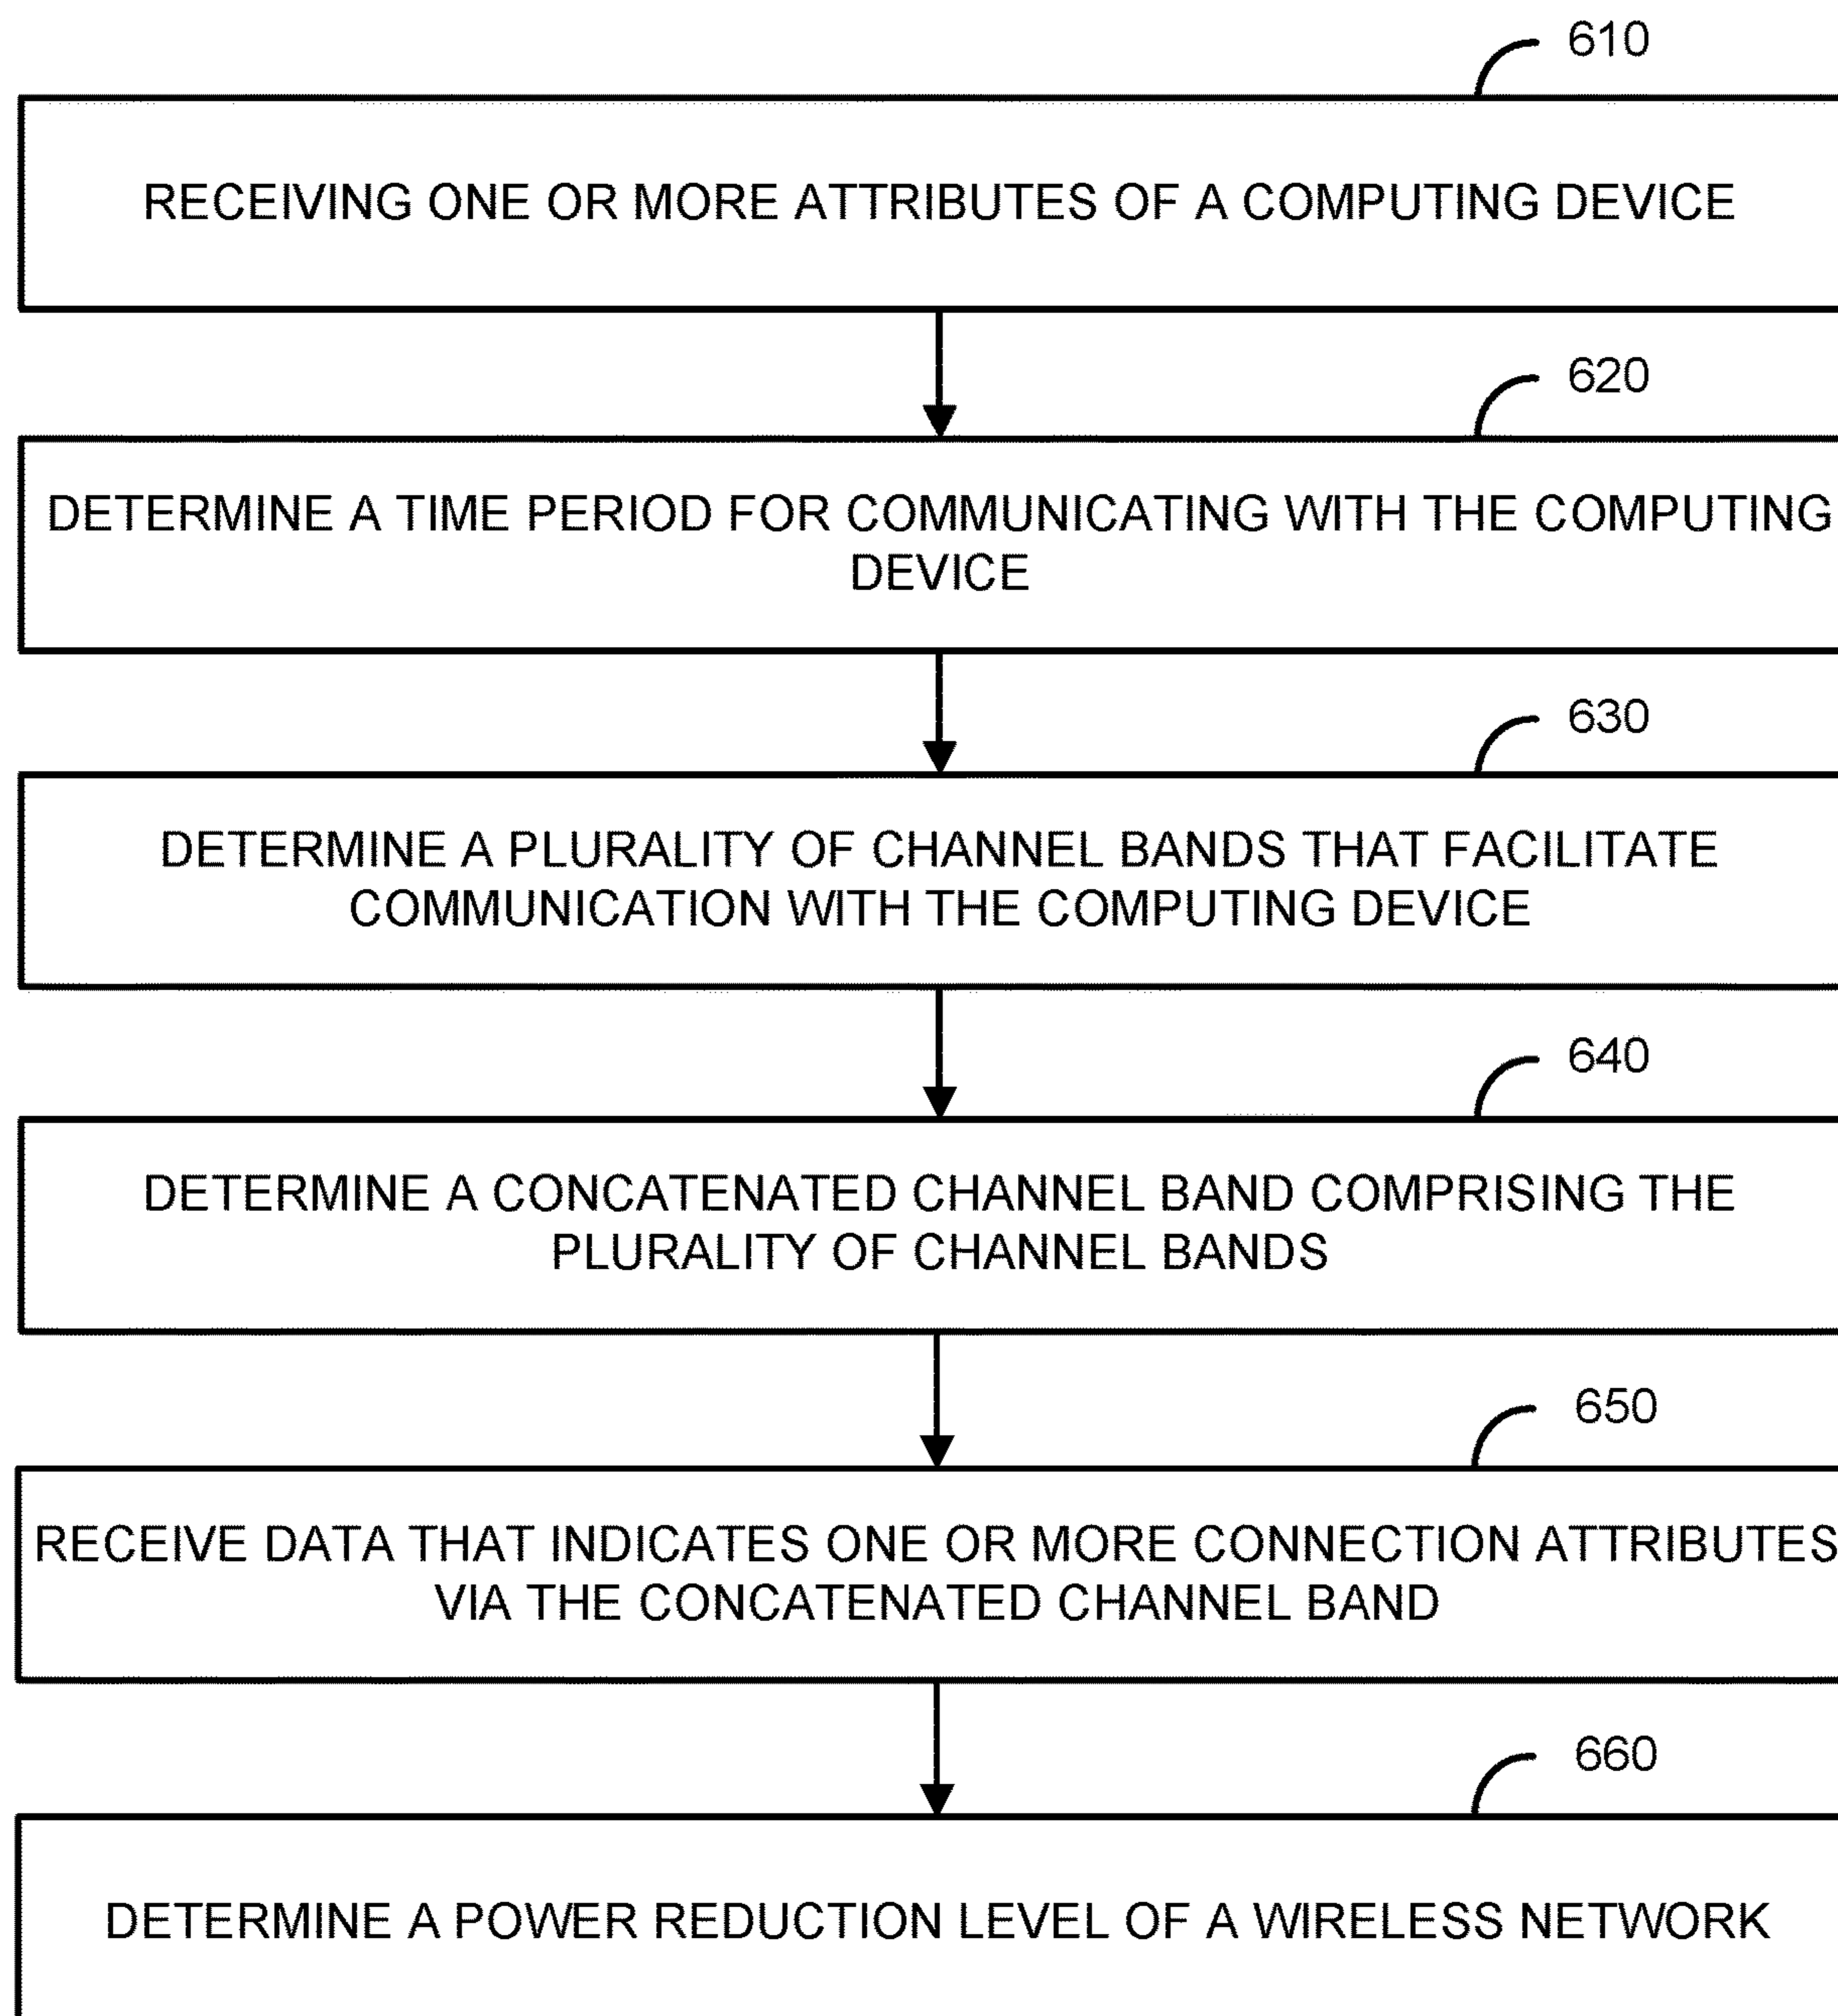 610
RECEIVING ONE OR MORE ATTRIBUTES OF A COMPUTING DEVICE
620
DETERMINE A TIME PERIOD FOR COMMUNICATING WITH THE COMPUTING
DEVICE
630
DETERMINE A PLURALITY OF CHANNEL BANDS THAT FACILITATE
COMMUNICATION WITH THE COMPUTING DEVICE
640
DETERMINE A CONCATENATED CHANNEL BAND COMPRISING THE
PLURALITY OF CHANNEL BANDS
650
RECEIVE DATA THAT INDICATES ONE OR MORE CONNECTION ATTRIBUTES
VIA THE CONCATENATED CHANNEL BAND
660
DETERMINE A POWER REDUCTION LEVEL OF A WIRELESS NETWORK